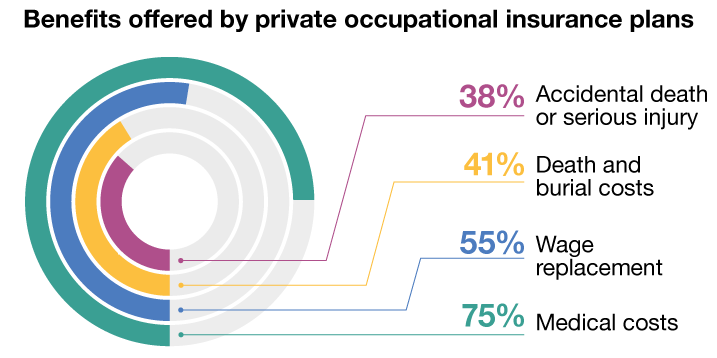 Benefits offered by private occupational insurance plans
38% Accidental death
or serious injury
41% Death and
burial costs
55% Wage
replacement
75% Medical costs